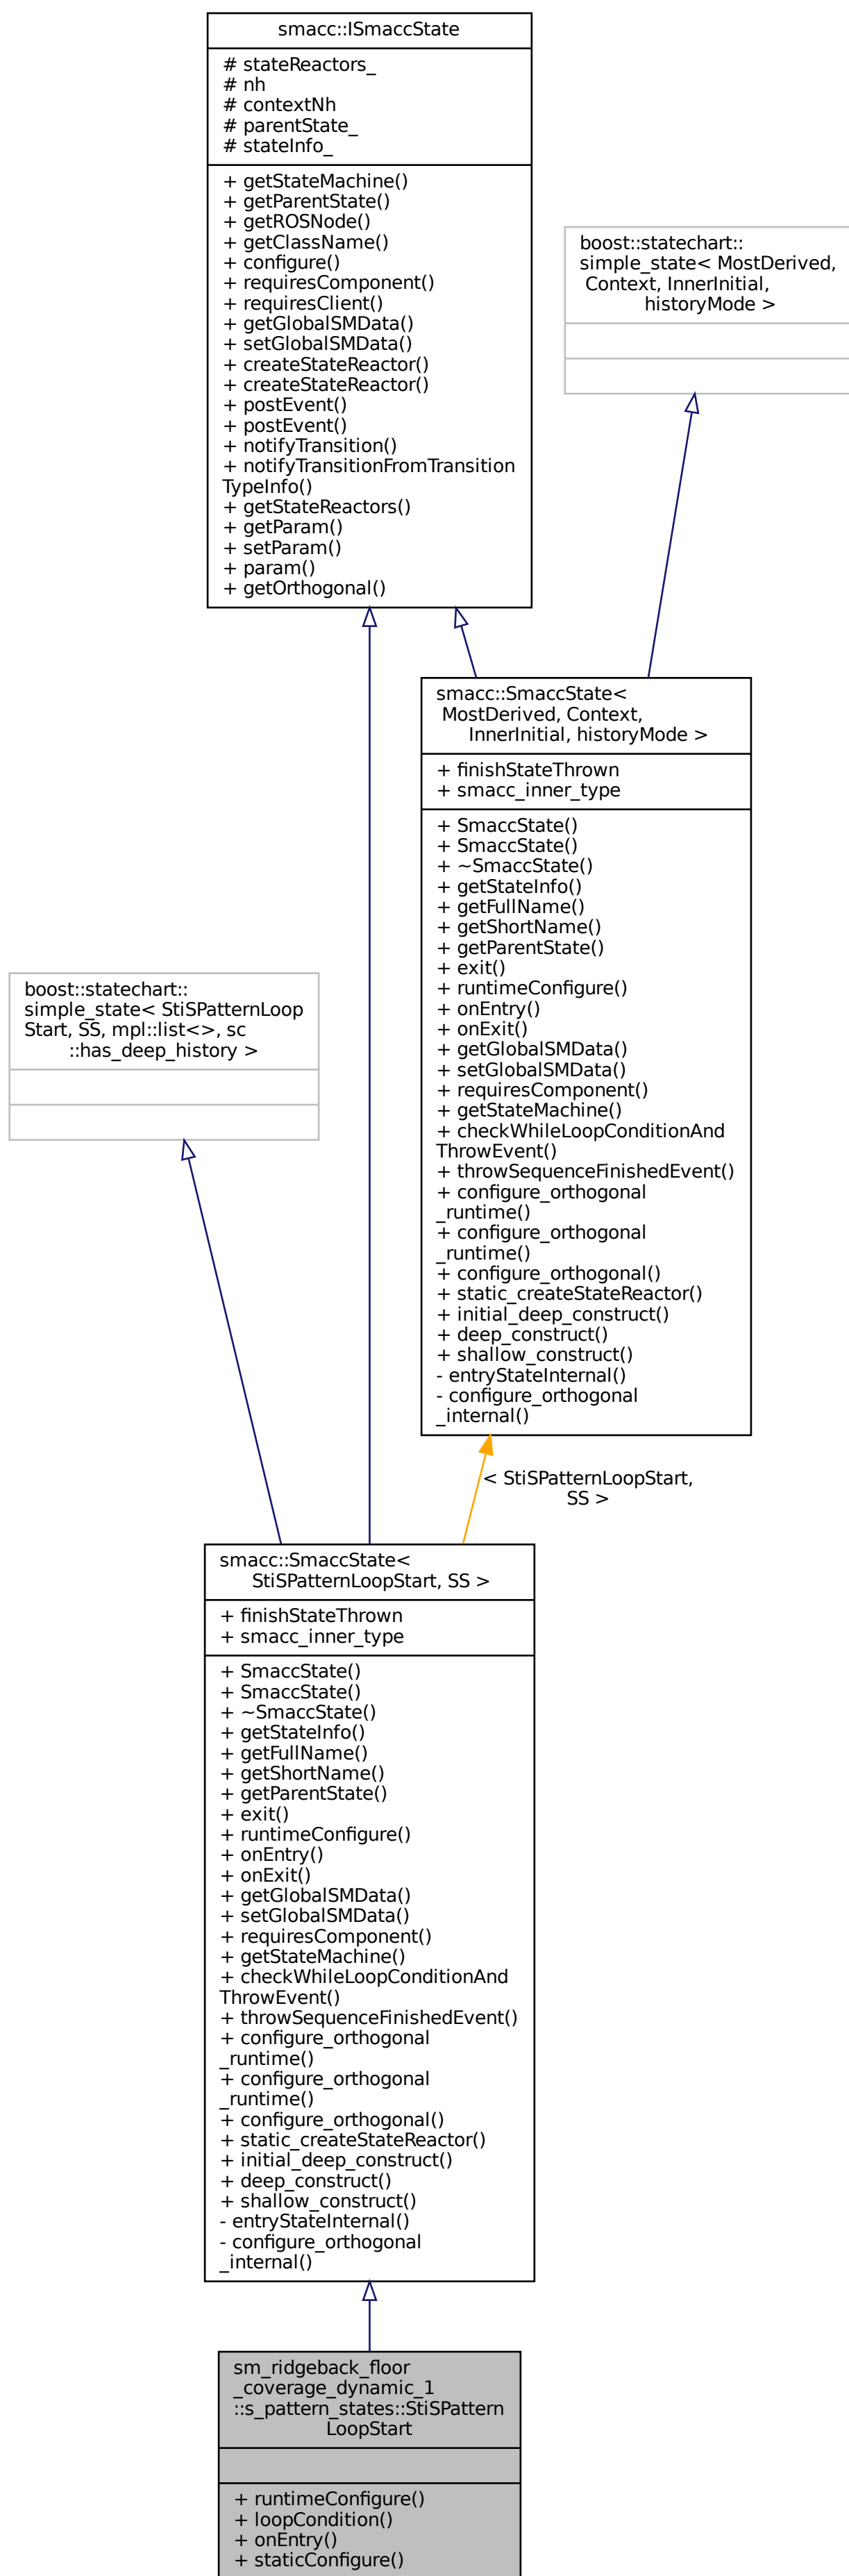 smacc::ISmaccState
# stateReactors_
# nh
# contextNh
# parentState_
# stateInfo_
+ getStateMachine()
+ getParentState()
+ getROSNode()
+ getClassName()
+ configure()
+ requiresComponent()
+ requiresClient()
+ getGlobalSMData()
+ setGlobalSMData()
+ createStateReactor()
+ createStateReactor()
+ postEvent()
+ postEvent()
+ notifyTransition()
+ notifyTransitionFromTransition
TypeInfo()
+ getStateReactors()
+ getParam()
+ setParam()
+ param()
+ getOrthogonal()
boost::statechart::
simple_state< MostDerived,
Context, InnerInitial,
historyMode >
smacc::SmaccState<
MostDerived, Context,
InnerInitial, historyMode >
+ finishStateThrown
+ smacc_inner_type
+ SmaccState()
+ SmaccState()
+ ~SmaccState()
+ getStateInfo()
+ getFullName()
+ getShortName()
+ getParentState()
+ exit()
+ runtimeConfigure()
+ onEntry()
+ onExit()
+ getGlobalSMData()
+ setGlobalSMData()
+ requiresComponent()
+ getStateMachine()
+ checkWhileLoopConditionAnd
ThrowEvent()
+ throwSequenceFinishedEvent()
+ configure_orthogonal
_runtime()
+ configure_orthogonal
_runtime()
+ configure_orthogonal()
+ static_createStateReactor()
+ initial_deep_construct()
+ deep_construct()
+ shallow_construct()
- entryStateInternal()
- configure_orthogonal
_internal()
boost::statechart::
simple_state< StiSPatternLoop
Start, SS, mpl::list<>, sc
::has_deep_history >
< StiSPatternLoopStart,
SS >
smacc::SmaccState<
StiSPatternLoopStart, SS >
+ finishStateThrown
+ smacc_inner_type
+ SmaccState()
+ SmaccState()
+ ~SmaccState()
+ getStateInfo()
+ getFullName()
+ getShortName()
+ getParentState()
+ exit()
+ runtimeConfigure()
+ onEntry()
+ onExit()
+ getGlobalSMData()
+ setGlobalSMData()
+ requiresComponent()
+ getStateMachine()
+ checkWhileLoopConditionAnd
ThrowEvent()
+ throwSequenceFinishedEvent()
+ configure_orthogonal
_runtime()
+ configure_orthogonal
_runtime()
+ configure_orthogonal()
+ static_createStateReactor()
+ initial_deep_construct()
+ deep_construct()
+ shallow_construct()
- entryStateInternal()
- configure_orthogonal
_internal()
sm_ridgeback_floor
_coverage_dynamic_1
::s_pattern_states::StiSPattern
LoopStart
+ runtimeConfigure()
+ loopCondition()
+ onEntry()
+ staticConfigure()